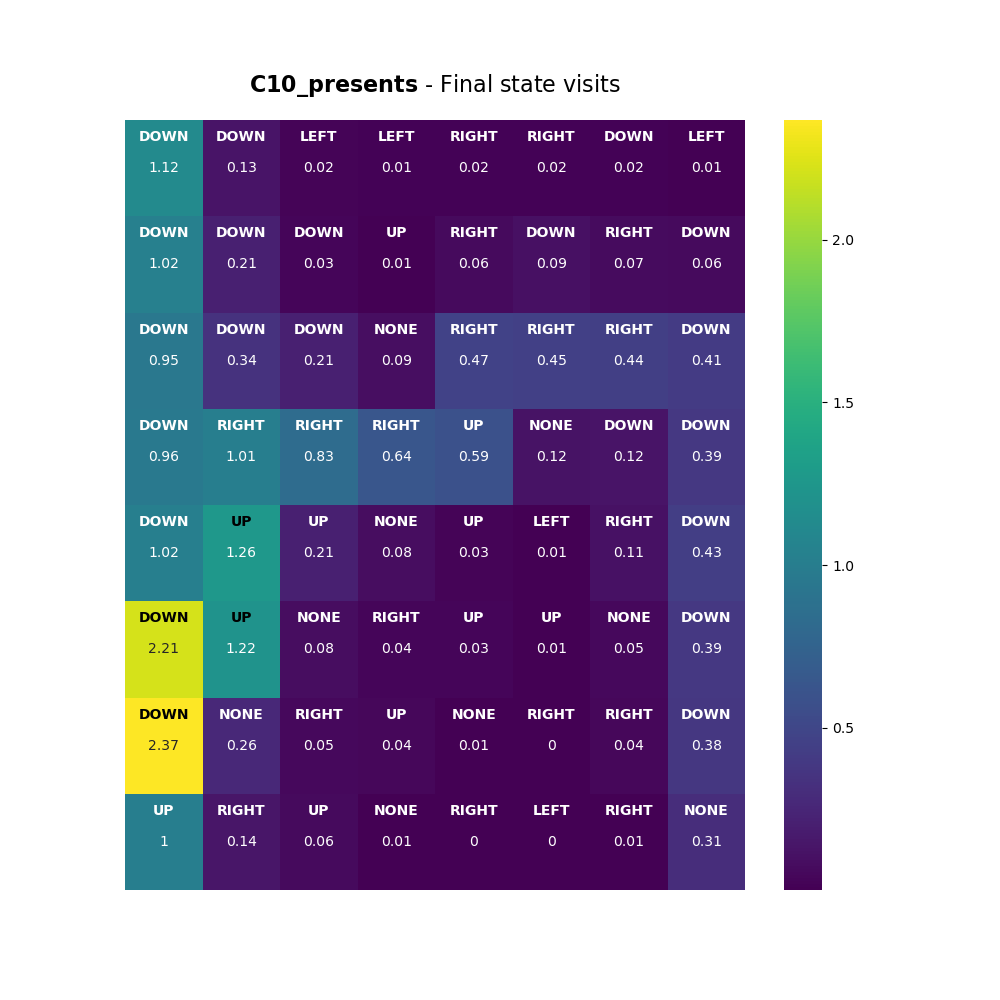 C10_presents - Final state visits
DOWN DOWN LEFT LEFT RIGHT RIGHT DOWN LEFT
1.12 0.13 0.02 0.01 0.02 0.02 0.02 0.01
DOWN DOWN DOWN UP RIGHT DOWN RIGHT DOWN
1.02 0.21 0.03 0.01 0.06 0.09 0.07 0.06
2.0
DOWN DOWN DOWN NONE RIGHT RIGHT RIGHT DOWN
0.95 0.34 0.21 0.09 0.47 0.45 0.44 0.41
1.5
DOWN RIGHT RIGHT RIGHT UP NONE DOWN DOWN
0.96 1.01 0.83 0.64 0.59 0.12 0.12 0.39
DOWN UP UP NONE UP LEFT RIGHT DOWN
1.02 1.26 0.21 0.08 0.03 0.01 0.11 0.43
1.0
DOWN UP NONE RIGHT UP UP NONE DOWN
2.21 1.22 0.08 0.04 0.03 0.01 0.05 0.39
DOWN NONE RIGHT UP NONE RIGHT RIGHT DOWN
0.5
2.37 0.26 0.05 0.04 0.01 0 0.04 0.38
UP RIGHT UP NONE RIGHT LEFT RIGHT NONE
1 0.14 0.06 0.01 0 0 0.01 0.31